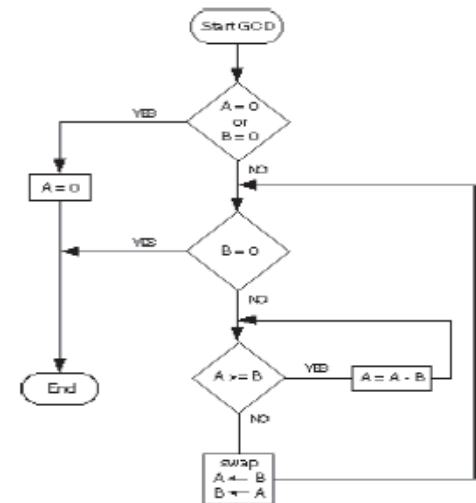 Start GCD
A = 0
or
B = 0
YES
NO
A = 0
B = 0
YES
NO
A >= B
YES
A = A - B
NO
End
swap
A ← B
B ← A